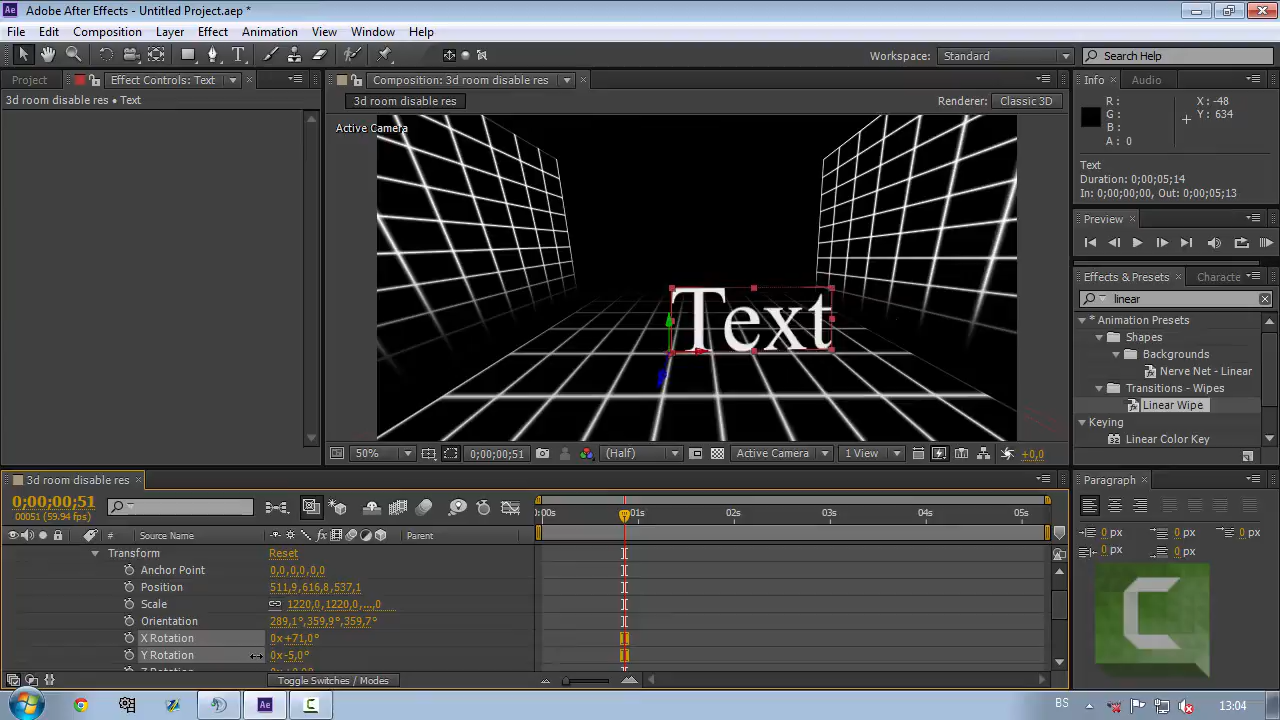 Adobe After Effects - Untitled Project.aep *
File Edit Composition Layer Effect Animation View Window Help
Workspace: Standard Search Help
Project Effect Controls: Text Composition: 3d room disable res Info Audio
3d room disable res • Text
3d room disable res Renderer: Classic 3D
Active Camera
R: X: -48
G: Y: 634
B:
A: 0
Text
Duration: 0;00;05;14
In: 0;00;00;00, Out: 0;00;05;13
Preview
Effects & Presets Characte
linear
* Animation Presets
Shapes
Backgrounds
Nerve Net - Linear
Transitions - Wipes
Linear Wipe
Keying
Linear Color Key
Text
50% 0;00;00;51 (Half) Active Camera 1 View +0,0
3d room disable res
0;00;00;51
00051 (59.94 fps)
Source Name Parent
:00s 01s 02s 03s 04s 05s
Transform Reset
Anchor Point 0,0,0,0,0,0
Position 511,9,616,8,537,1
Scale 1220,0,1220,0,...,0
Orientation 289,1°,359,9°,359,7°
X Rotation 0x+71,0°
Y Rotation 0x-5,0°
Toggle Switches / Modes
Paragraph
0 px 0 px 0 px
0 px 0 px
BS 13:04